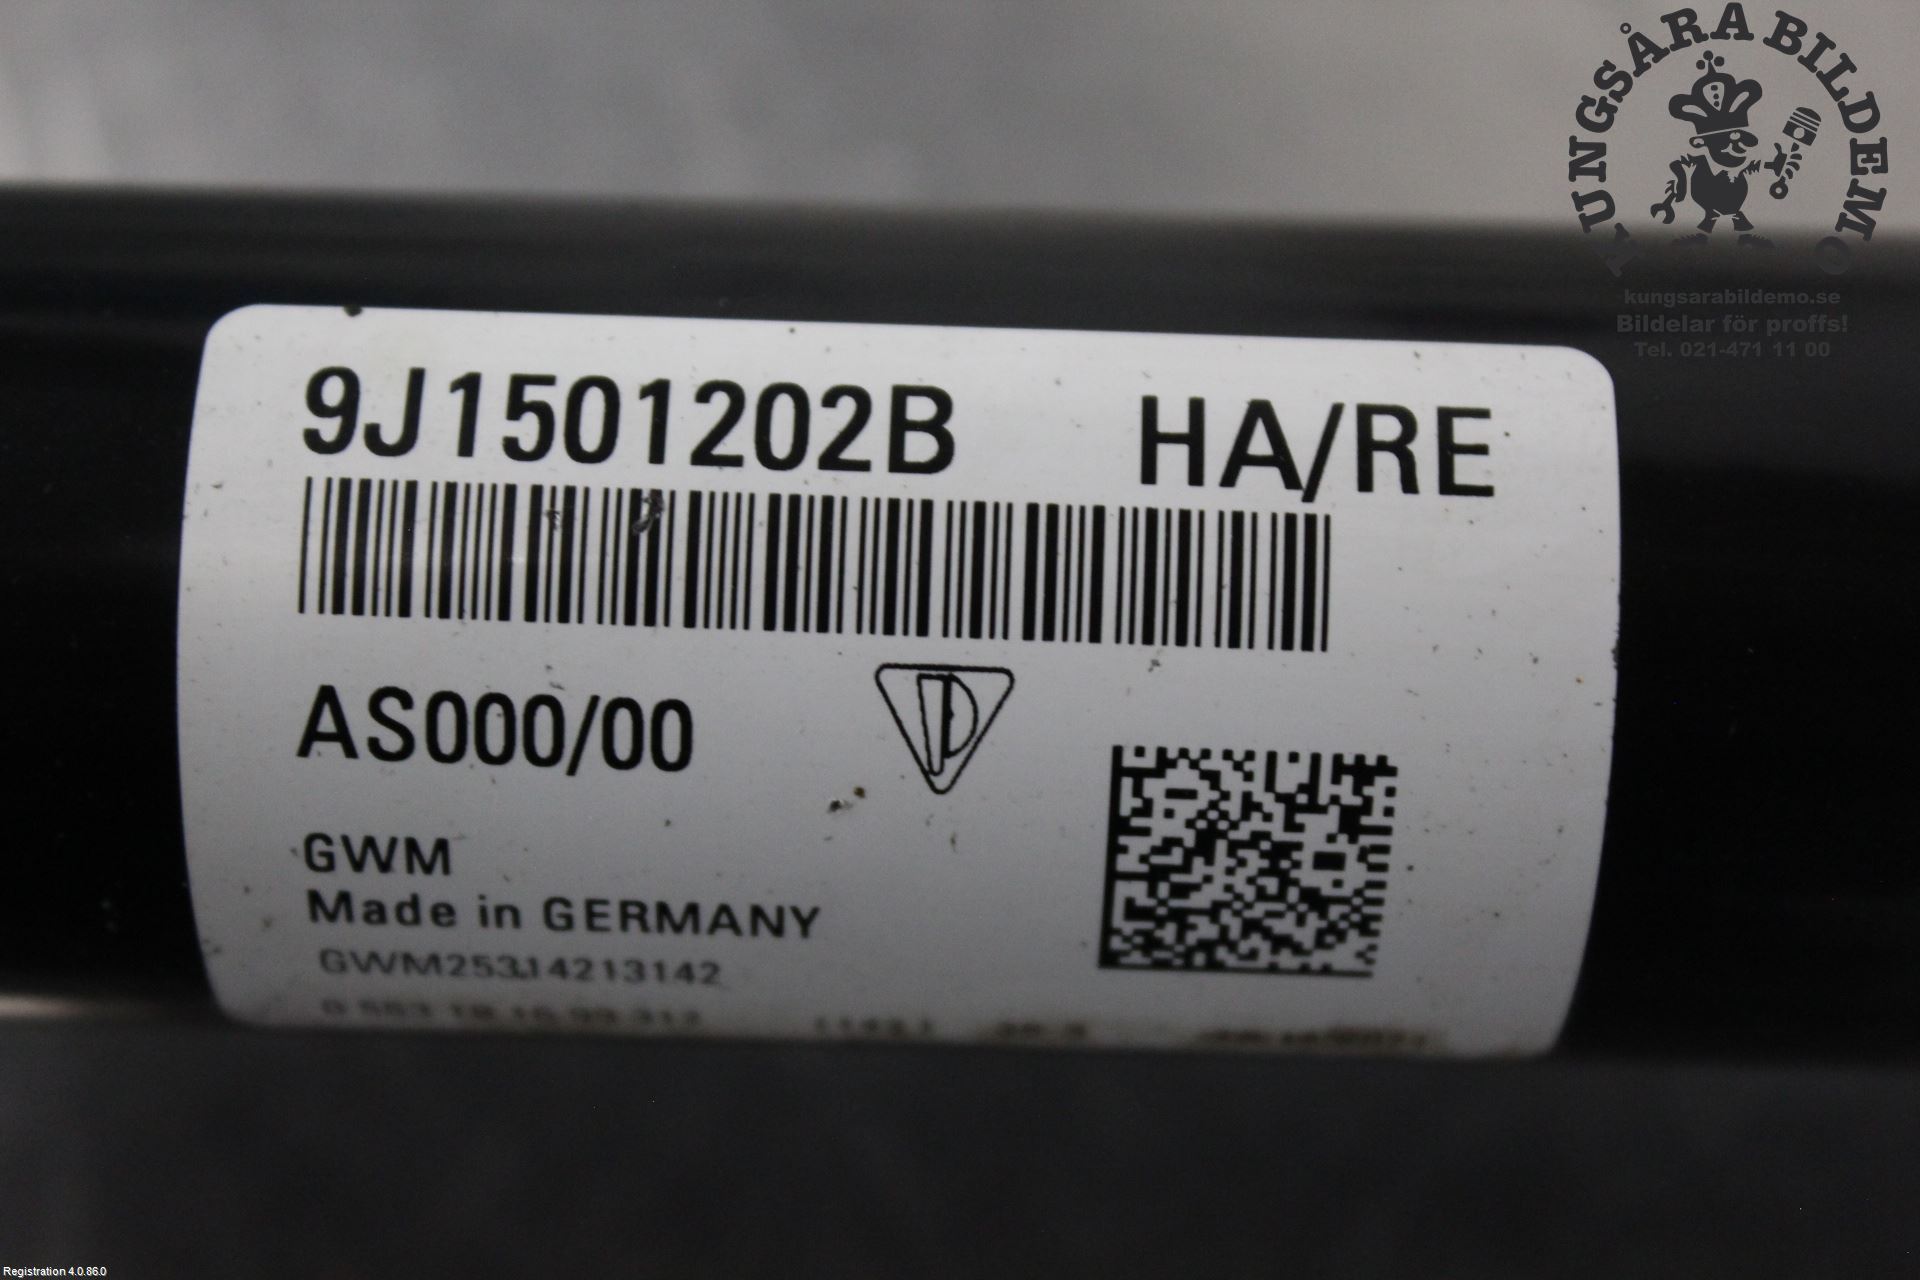 KUNGSÅRA BILDEMO
kungsarabildemo.se
Bildelar för proffs!
Tel. 021-471 11 00
9J1501202B HA/RE
AS000/00
GWM
Made in GERMANY
GWM25314213142
Registration 4.0.86.0